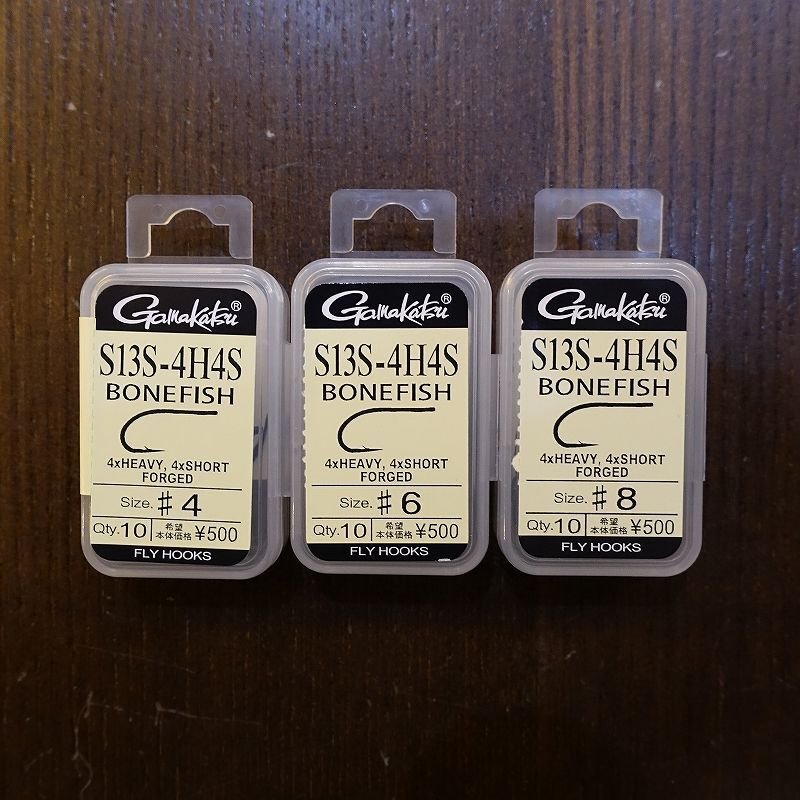 Gamakatsu®
S13S-4H4S
BONEFISH
4xHEAVY, 4xSHORT
FORGED
Size. ♯4
Qty.10 希望本体価格 ¥500
FLY HOOKS
Gamakatsu®
S13S-4H4S
BONEFISH
4xHEAVY, 4xSHORT
FORGED
Size. ♯6
Qty.10 希望本体価格 ¥500
FLY HOOKS
Gamakatsu®
S13S-4H4S
BONEFISH
4xHEAVY, 4xSHORT
FORGED
Size. ♯8
Qty.10 希望本体価格 ¥500
FLY HOOKS